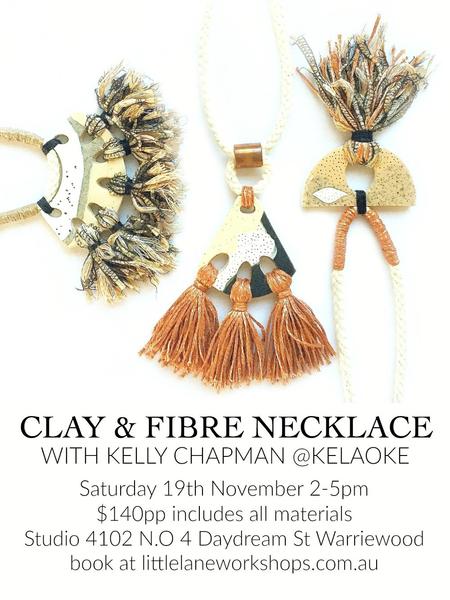 CLAY & FIBRE NECKLACE
WITH KELLY CHAPMAN @KELAOKE
Saturday 19th November 2-5pm
$140pp includes all materials
Studio 4102 N.O 4 Daydream St Warriewood
book at littlelaneworkshops.com.au